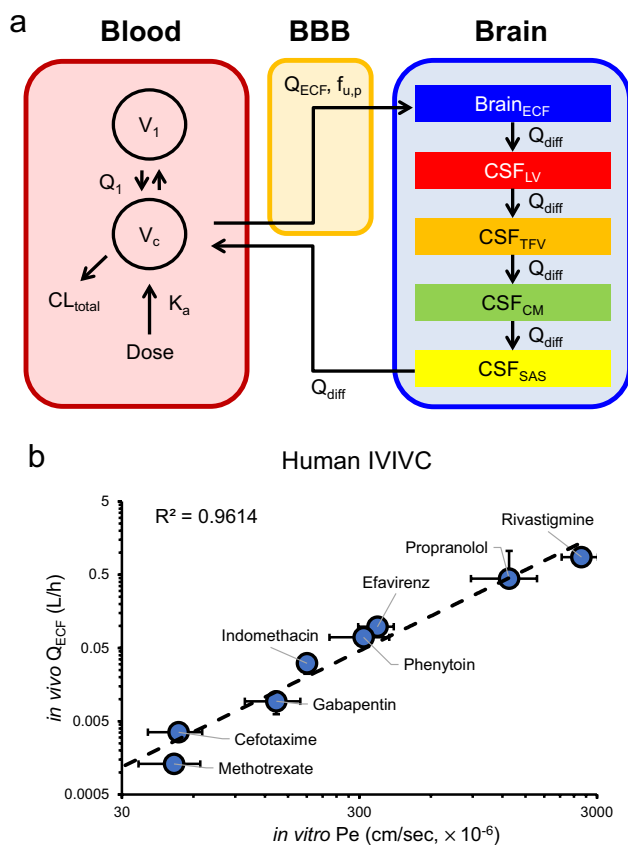 a
Blood
BBB
Brain
V1
Q1
Vc
CLtotal
Ka
Dose
QECF, fu,p
BrainECF
Qdiff
CSFLV
Qdiff
CSFTFV
Qdiff
CSFCM
Qdiff
CSFSAS
Qdiff
b
Human IVIVC
R² = 0.9614
in vivo QECF (L/h)
5
0.5
0.05
0.005
0.0005
Rivastigmine
Propranolol
Efavirenz
Indomethacin
Phenytoin
Gabapentin
Cefotaxime
Methotrexate
30
300
3000
in vitro Pe (cm/sec, × 10⁻⁶)